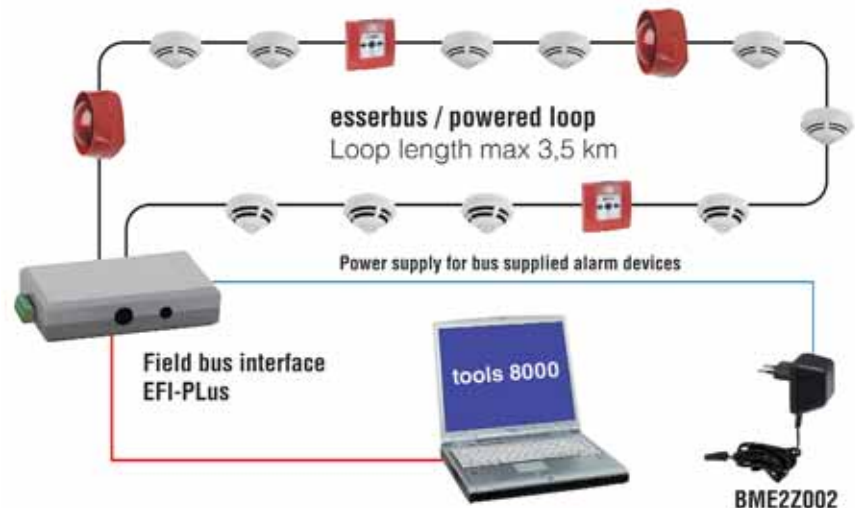 esserbus / powered loop
Loop length max 3,5 km
Power supply for bus supplied alarm devices
Field bus interface
EFI-PLus
tools 8000
BME2Z002